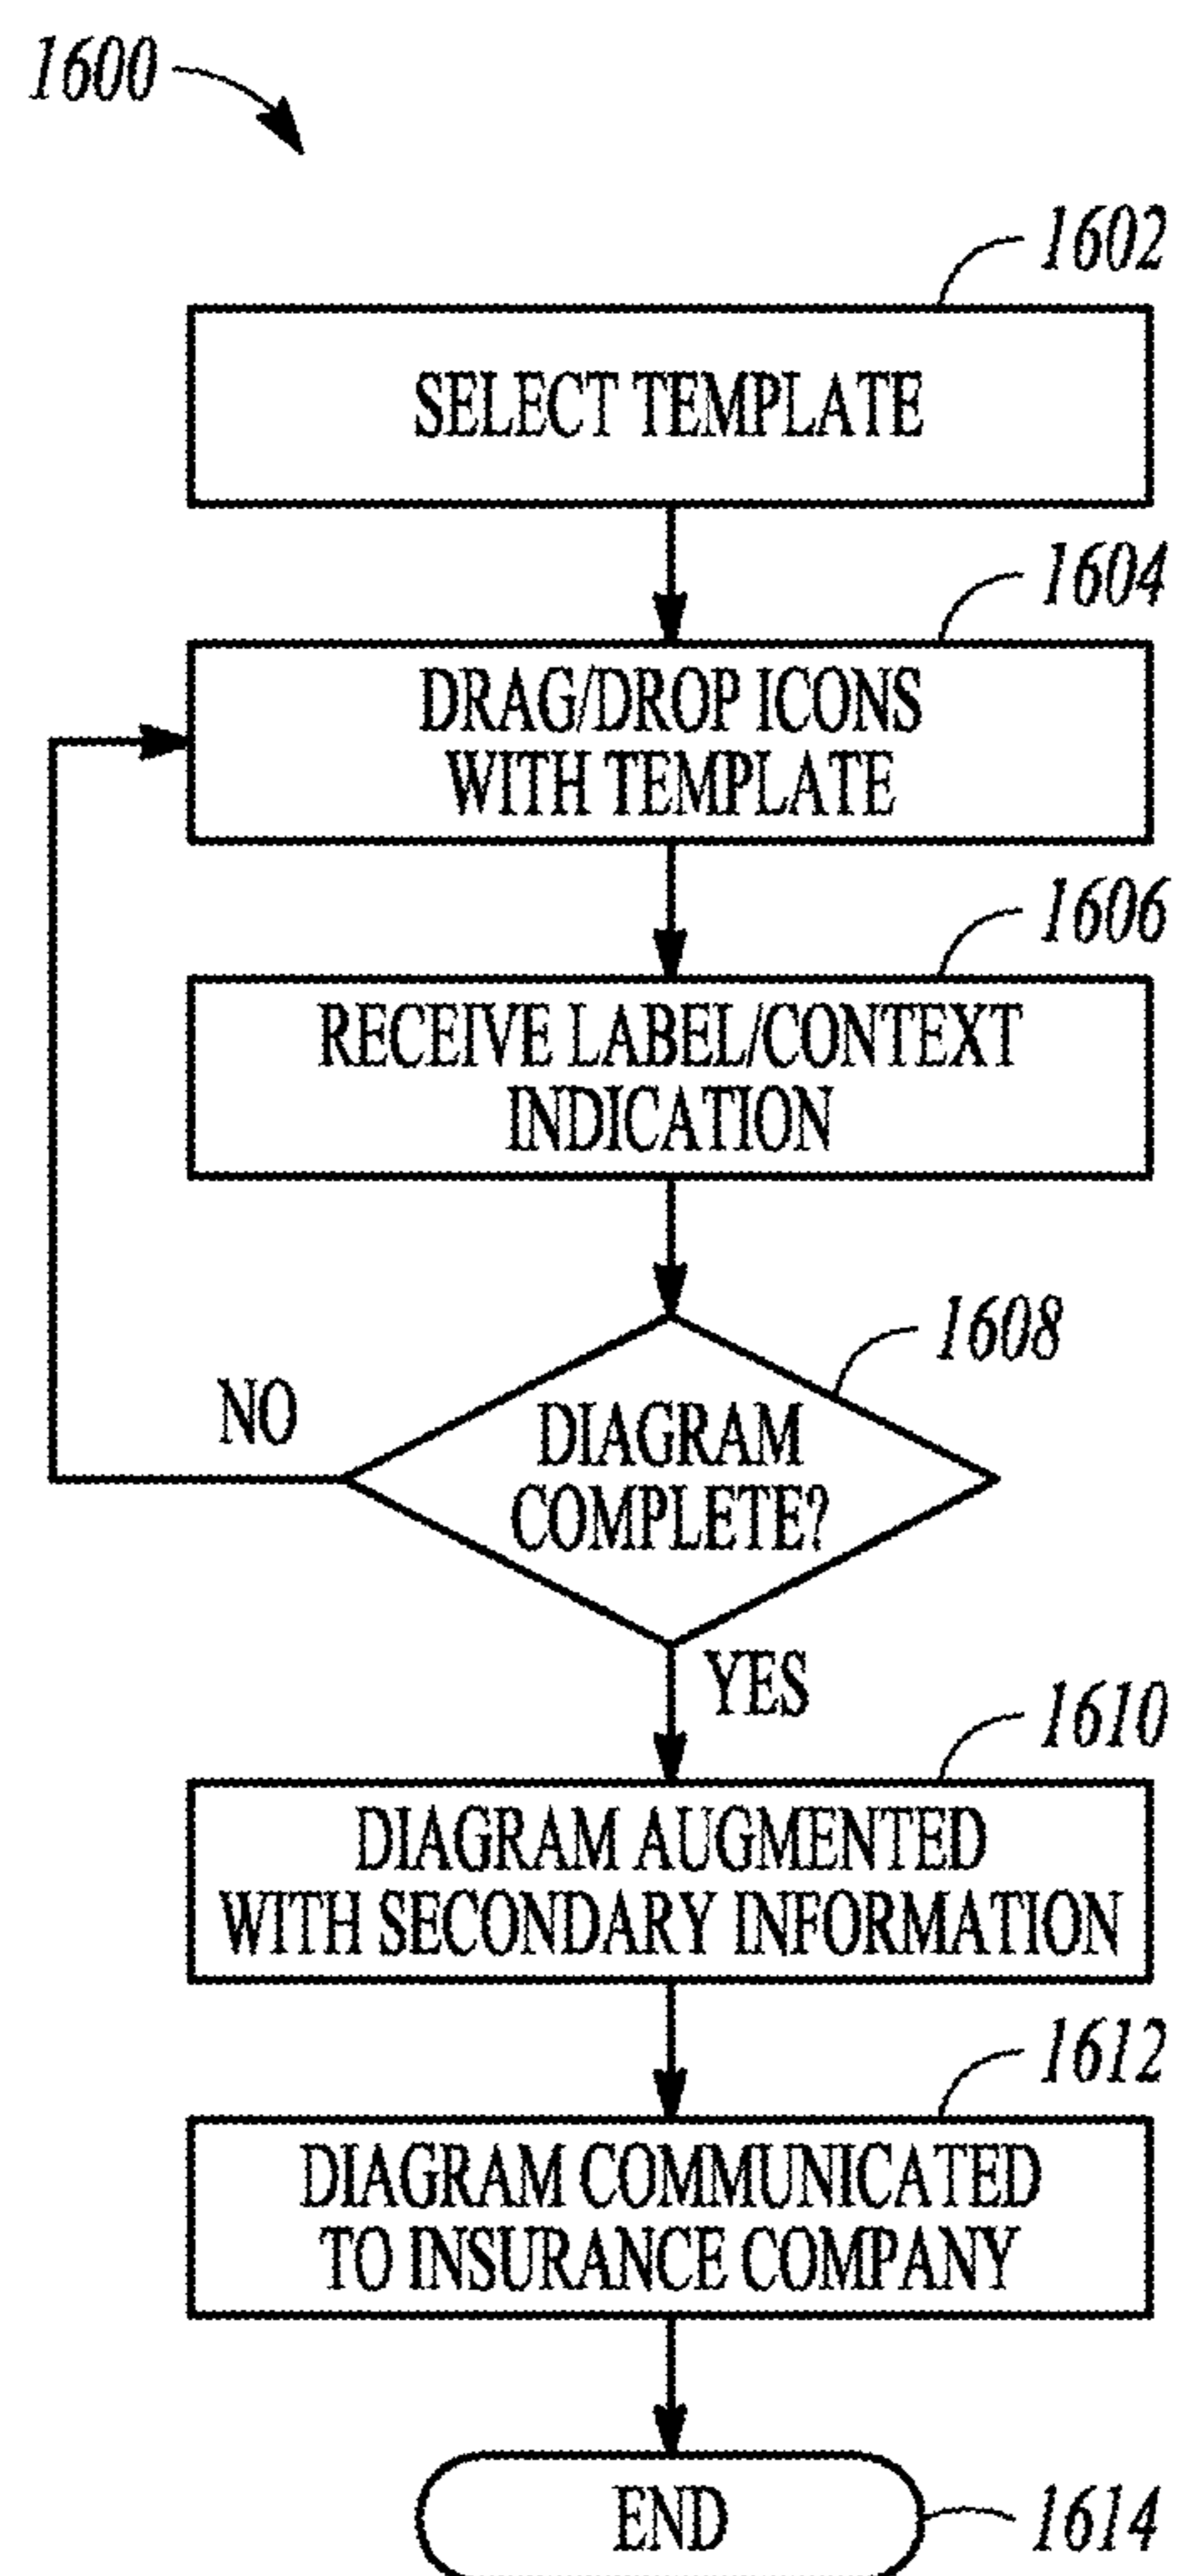 1600
1602
SELECT TEMPLATE
1604
DRAG/DROP ICONS
WITH TEMPLATE
1606
RECEIVE LABEL/CONTEXT
INDICATION
1608
NO
DIAGRAM
COMPLETE?
YES
1610
DIAGRAM AUGMENTED
WITH SECONDARY INFORMATION
1612
DIAGRAM COMMUNICATED
TO INSURANCE COMPANY
END
1614